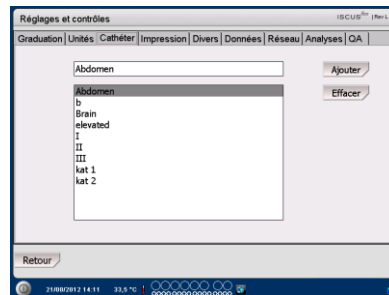 Réglages et contrôles
ISCUS
Graduation Unités Cathéter Impression Divers Données Réseau Analyses QA
Abdomen
Ajouter
Abdomen
Effacer
b
Brain
elevated
I
II
III
kat 1
kat 2
Retour
21/08/2012 14:11 33,5 °C